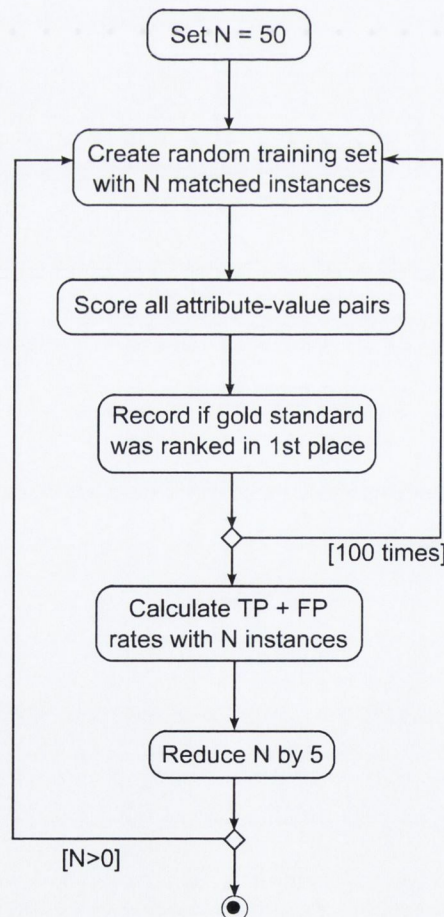 Set N = 50
Create random training set
with N matched instances
Score all attribute-value pairs
Record if gold standard
was ranked in 1st place
[100 times]
Calculate TP + FP
rates with N instances
Reduce N by 5
[N>0]